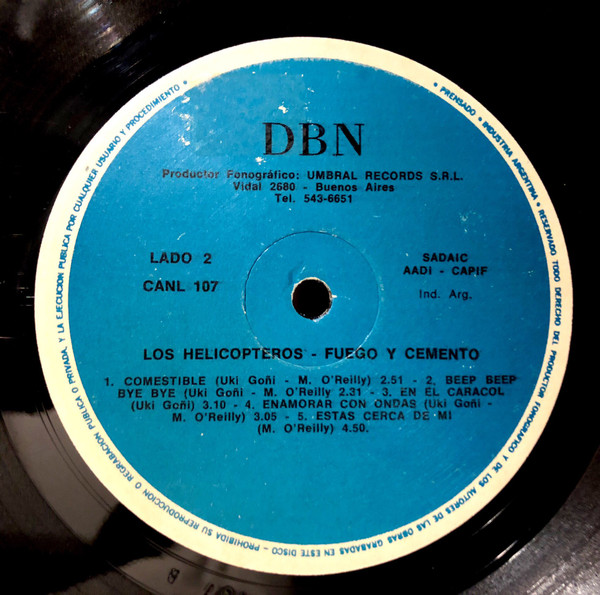 DBN
Productor Fonográfico: UMBRAL RECORDS S.R.L.
Vidal 2680 - Buenos Aires
Tel. 543-6651
LADO 2
CANL 107
SADAIC
AADI - CAPIF
Ind. Arg.
LOS HELICOPTEROS - FUEGO Y CEMENTO
1. COMESTIBLE (Uki Goñi - M. O'Reilly) 2.51 - 2. BEEP BEEP
BYE BYE (Uki Goñi - M. O'Reilly 2.31 - 3. EN EL CARACOL
(Uki Goñi) 3.10 - 4. ENAMORAR CON ONDAS (Uki Goñi -
M. O'Reilly) 3.05 - 5. ESTAS CERCA DE MI
(M. O'Reilly) 4.50.
• PRENSADO • INDUSTRIA ARGENTINA • RESERVADO TODO DERECHO DEL PRODUCTOR FONOGRAFICO Y DE LOS AUTORES DE LAS OBRAS GRABADAS EN ESTE DISCO - PROHIBIDA SU REPRODUCCION O REGRABACION PUBLICA O PRIVADA, Y LA EJECUCION PUBLICA POR CUALQUIER USUARIO Y PROCEDIMIENTO •